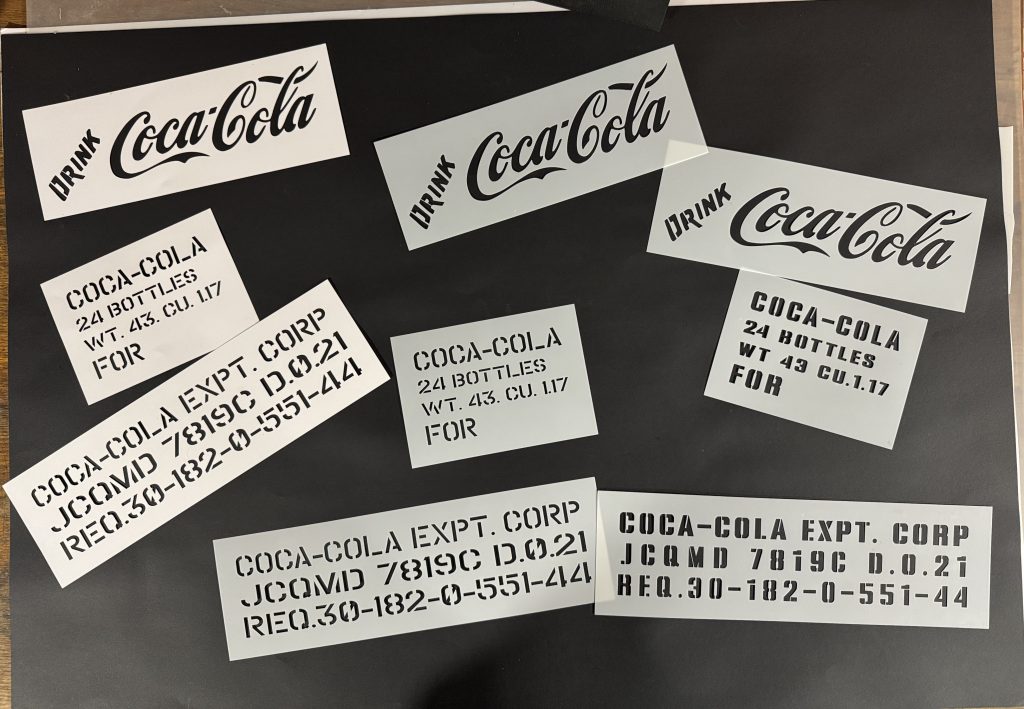 DRINK Coca-Cola
DRINK Coca-Cola
DRINK Coca-Cola
COCA-COLA
24 BOTTLES
WT. 43. CU. 1.17
FOR
COCA-COLA
24 BOTTLES
WT. 43. CU. 1.17
FOR
COCA-COLA
24 BOTTLES
WT 43 CU.1.17
FOR
COCA-COLA EXPT. CORP
JCQMD 7819C D.0.21
REQ.30-182-0-551-44
COCA-COLA EXPT. CORP
JCQMD 7819C D.0.21
REQ.30-182-0-551-44
COCA-COLA EXPT. CORP
JCQMD 7819C D.0.21
REQ.30-182-0-551-44